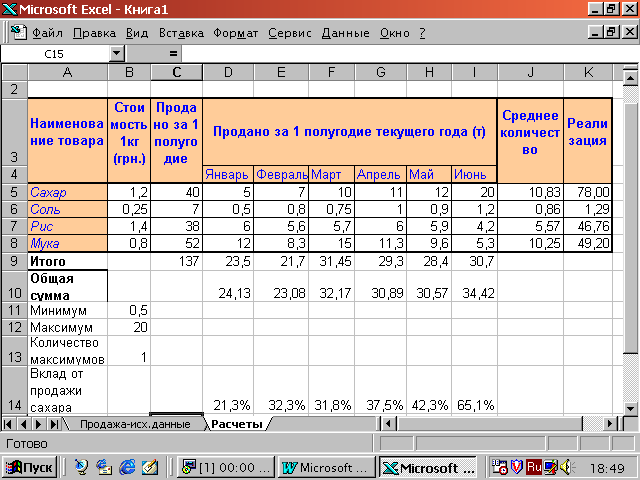 Microsoft Excel - Книга1
Файл Правка Вид Вставка Формат Сервис Данные Окно ?
C15 =
A B C D E F G H I J K
2
3 Наименование товара Стоимость 1кг (грн.) Продано за 1 полугодие Продано за 1 полугодие текущего года (т) Среднее количество Реализация
4 Январь Февраль Март Апрель Май Июнь
5 Сахар 1,2 40 5 7 10 11 12 20 10,83 78,00
6 Соль 0,25 7 0,5 0,8 0,75 1 0,9 1,2 0,86 1,29
7 Рис 1,4 38 6 5,6 5,7 6 5,9 4,2 5,57 46,76
8 Мука 0,8 52 12 8,3 15 11,3 9,6 5,3 10,25 49,20
9 Итого 137 23,5 21,7 31,45 29,3 28,4 30,7
10 Общая сумма 24,13 23,08 32,17 30,89 30,57 34,42
11 Минимум 0,5
12 Максимум 20
13 Количество максимумов 1
14 Вклад от продажи сахара 21,3% 32,3% 31,8% 37,5% 42,3% 65,1%
Продажа-исх.данные Расчеты
Готово
Пуск [1] 00:00 ... Microsoft ... Microsoft ... Ru 18:49